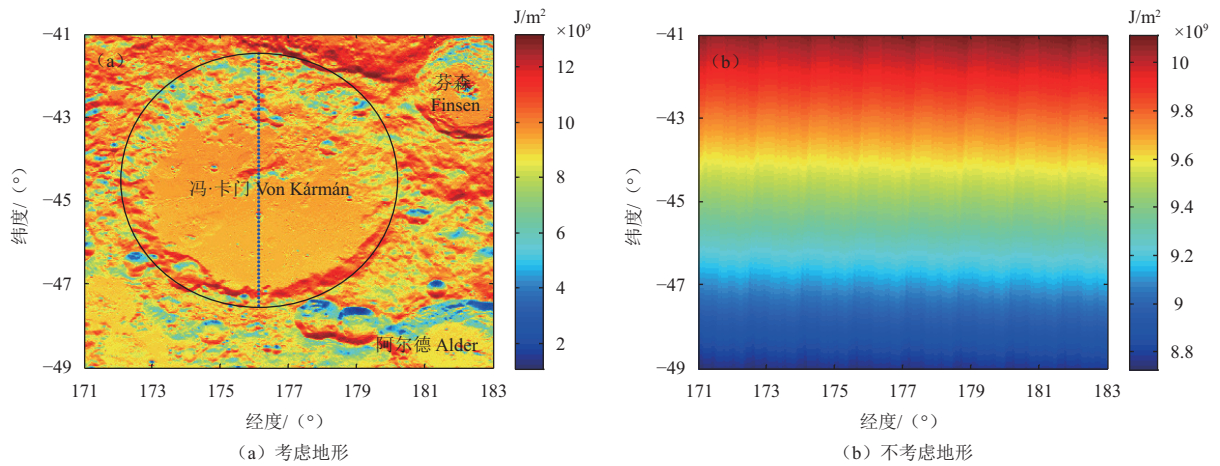 J/m²
×10⁹
−41
−43
−45
−47
−49
纬度/（°）
(a)
芬森
Finsen
冯·卡门 Von Kármán
阿尔德 Alder
12
10
8
6
4
2
171
173
175
177
179
181
183
经度/（°）
（a）考虑地形
J/m²
×10⁹
−41
−43
−45
−47
−49
纬度/（°）
(b)
10
9.8
9.6
9.4
9.2
9
8.8
171
173
175
177
179
181
183
经度/（°）
（b）不考虑地形